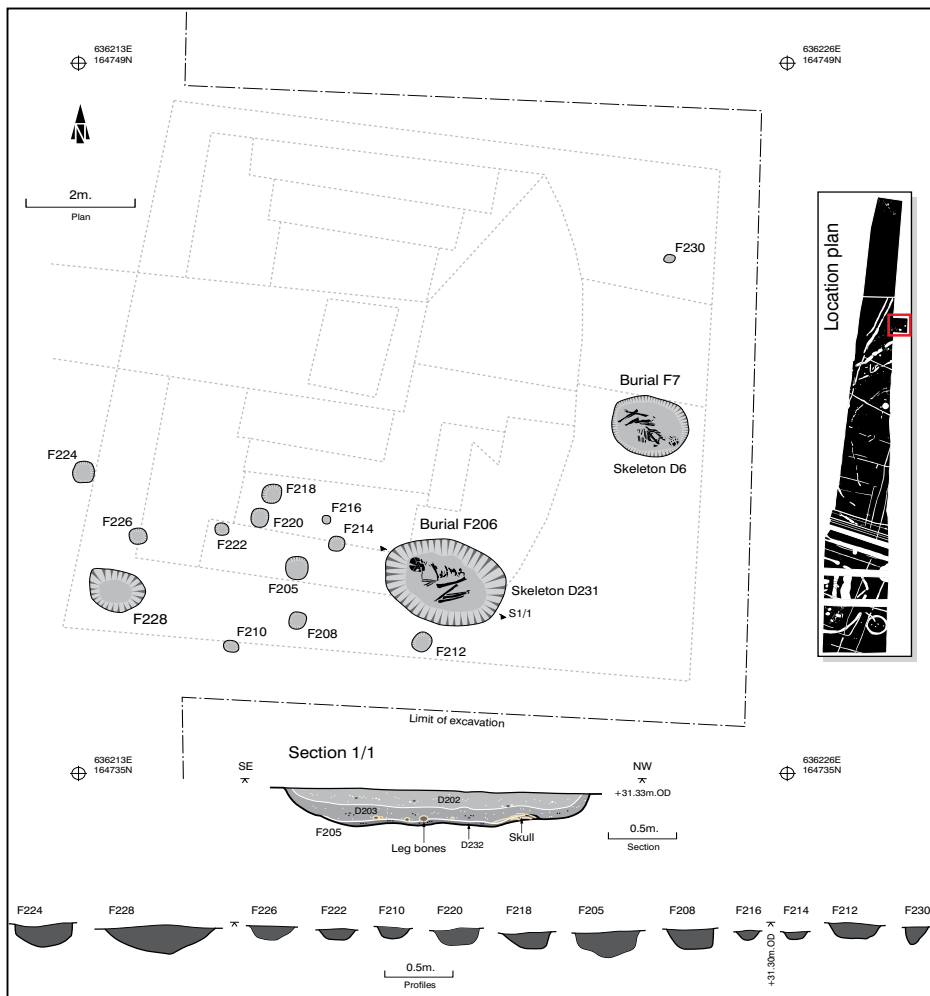 636213E
164749N
636226E
164749N
N
2m.
Plan
Location plan
F230
Burial F7
Skeleton D6
F224
F218
F216
F226
F220
F214
F222
Burial F206
F205
Skeleton D231
S1/1
F228
F210
F208
F212
Limit of excavation
636213E
164735N
636226E
164735N
Section 1/1
SE
NW
+31.33m.OD
D202
D203
F205
Leg bones
D232
Skull
0.5m.
Section
F224
F228
F226
F222
F210
F220
F218
F205
F208
F216
F214
F212
F230
+31.30m.OD
0.5m.
Profiles